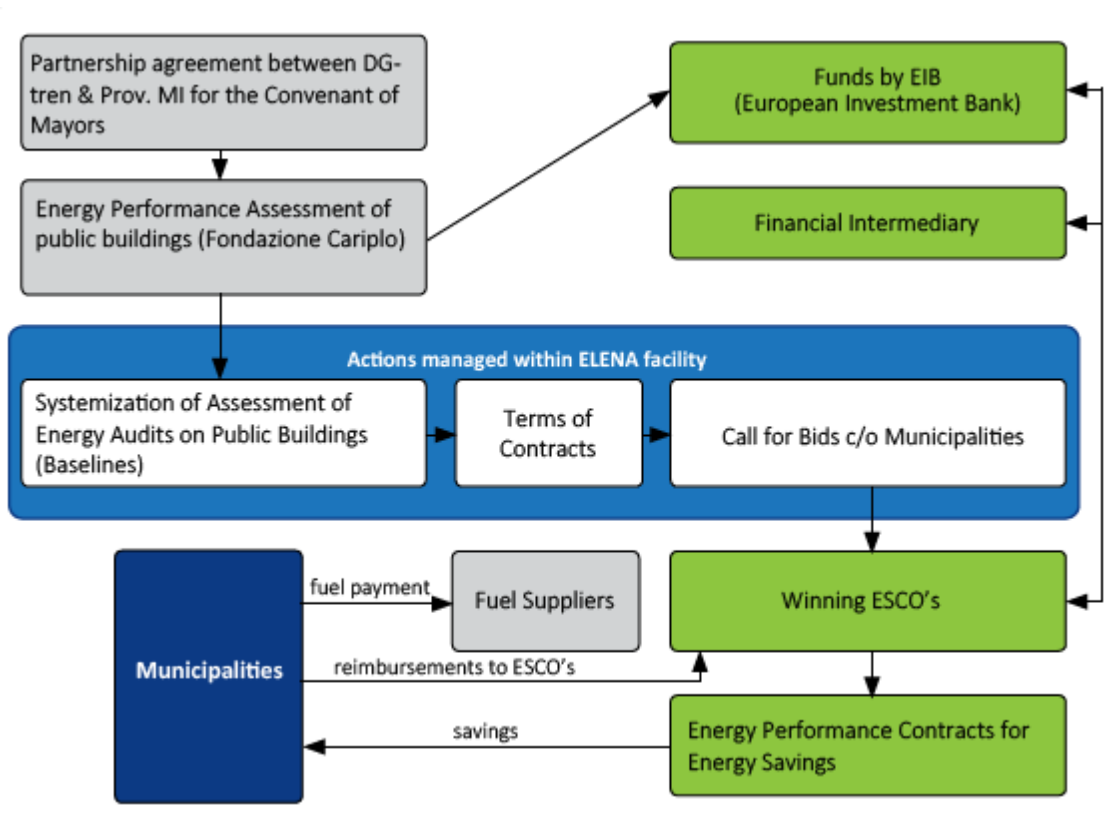 Partnership agreement between DG-
tren & Prov. MI for the Convenant of
Mayors
Funds by EIB
(European Investment Bank)
Energy Performance Assessment of
public buildings (Fondazione Cariplo)
Financial Intermediary
Actions managed within ELENA facility
Systemization of Assessment of
Energy Audits on Public Buildings
(Baselines)
Terms of
Contracts
Call for Bids c/o Municipalities
Municipalities
fuel payment
Fuel Suppliers
Winning ESCO's
reimbursements to ESCO's
savings
Energy Performance Contracts for
Energy Savings